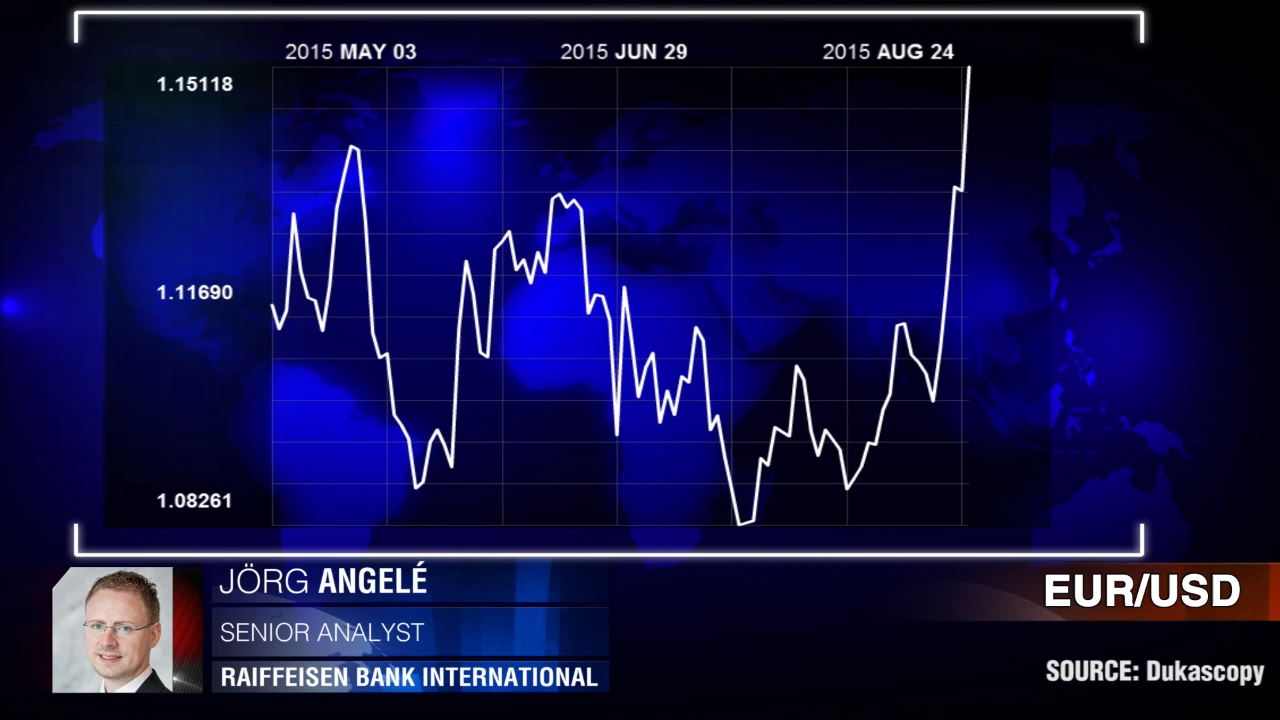 2015 MAY 03
2015 JUN 29
2015 AUG 24
1.15118
1.11690
1.08261
JÖRG ANGELÉ
SENIOR ANALYST
RAIFFEISEN BANK INTERNATIONAL
EUR/USD
SOURCE: Dukascopy